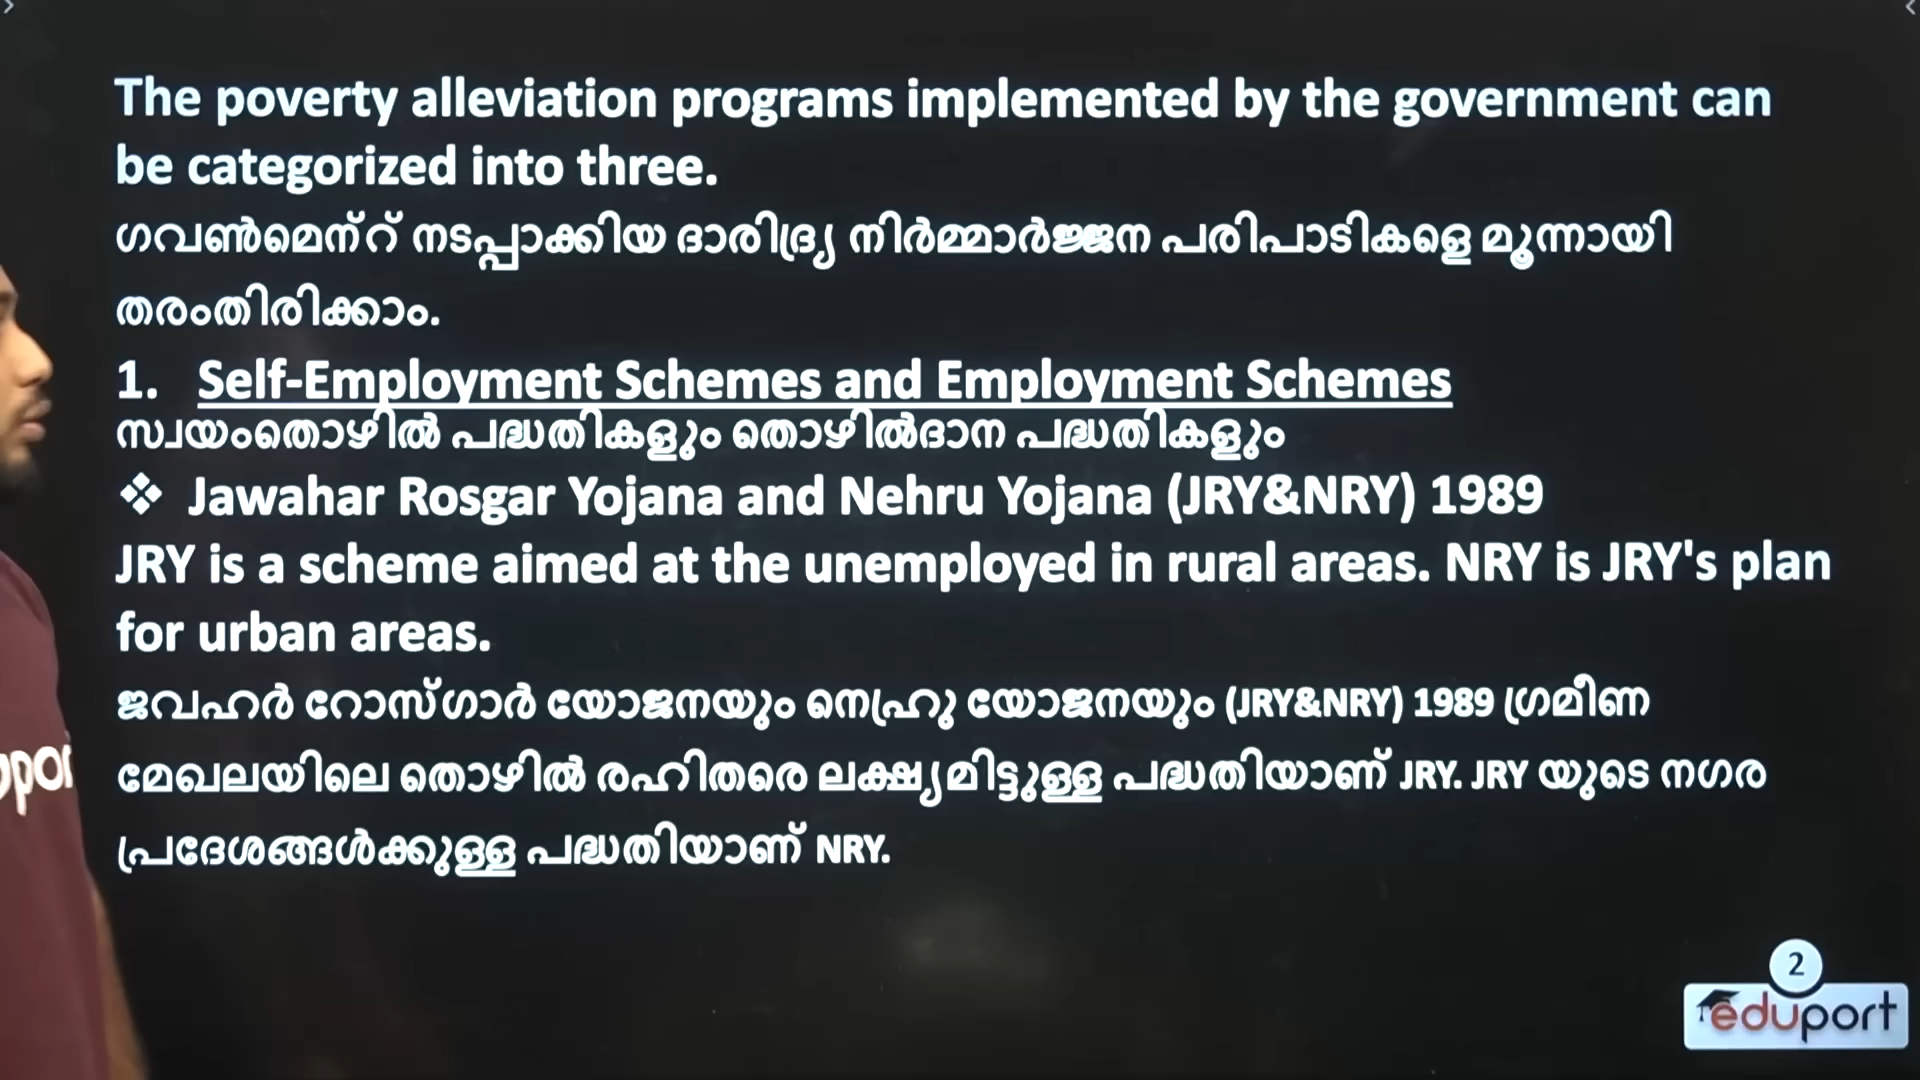 The poverty alleviation programs implemented by the government can
be categorized into three.
ഗവൺമെന്റ് നടപ്പാക്കിയ ദാരിദ്ര്യ നിർമ്മാർജ്ജന പരിപാടികളെ മൂന്നായി
തരംതിരിക്കാം.
1. Self-Employment Schemes and Employment Schemes
സ്വയംതൊഴിൽ പദ്ധതികളും തൊഴിൽദാന പദ്ധതികളും
❖ Jawahar Rosgar Yojana and Nehru Yojana (JRY&NRY) 1989
JRY is a scheme aimed at the unemployed in rural areas. NRY is JRY's plan
for urban areas.
ജവഹർ റോസ്ഗാർ യോജനയും നെഹ്രു യോജനയും (JRY&NRY) 1989 ഗ്രമീണ
മേഖലയിലെ തൊഴിൽ രഹിതരെ ലക്ഷ്യമിട്ടുള്ള പദ്ധതിയാണ് JRY. JRY യുടെ നഗര
പ്രദേശങ്ങൾക്കുള്ള പദ്ധതിയാണ് NRY.
2
eduport